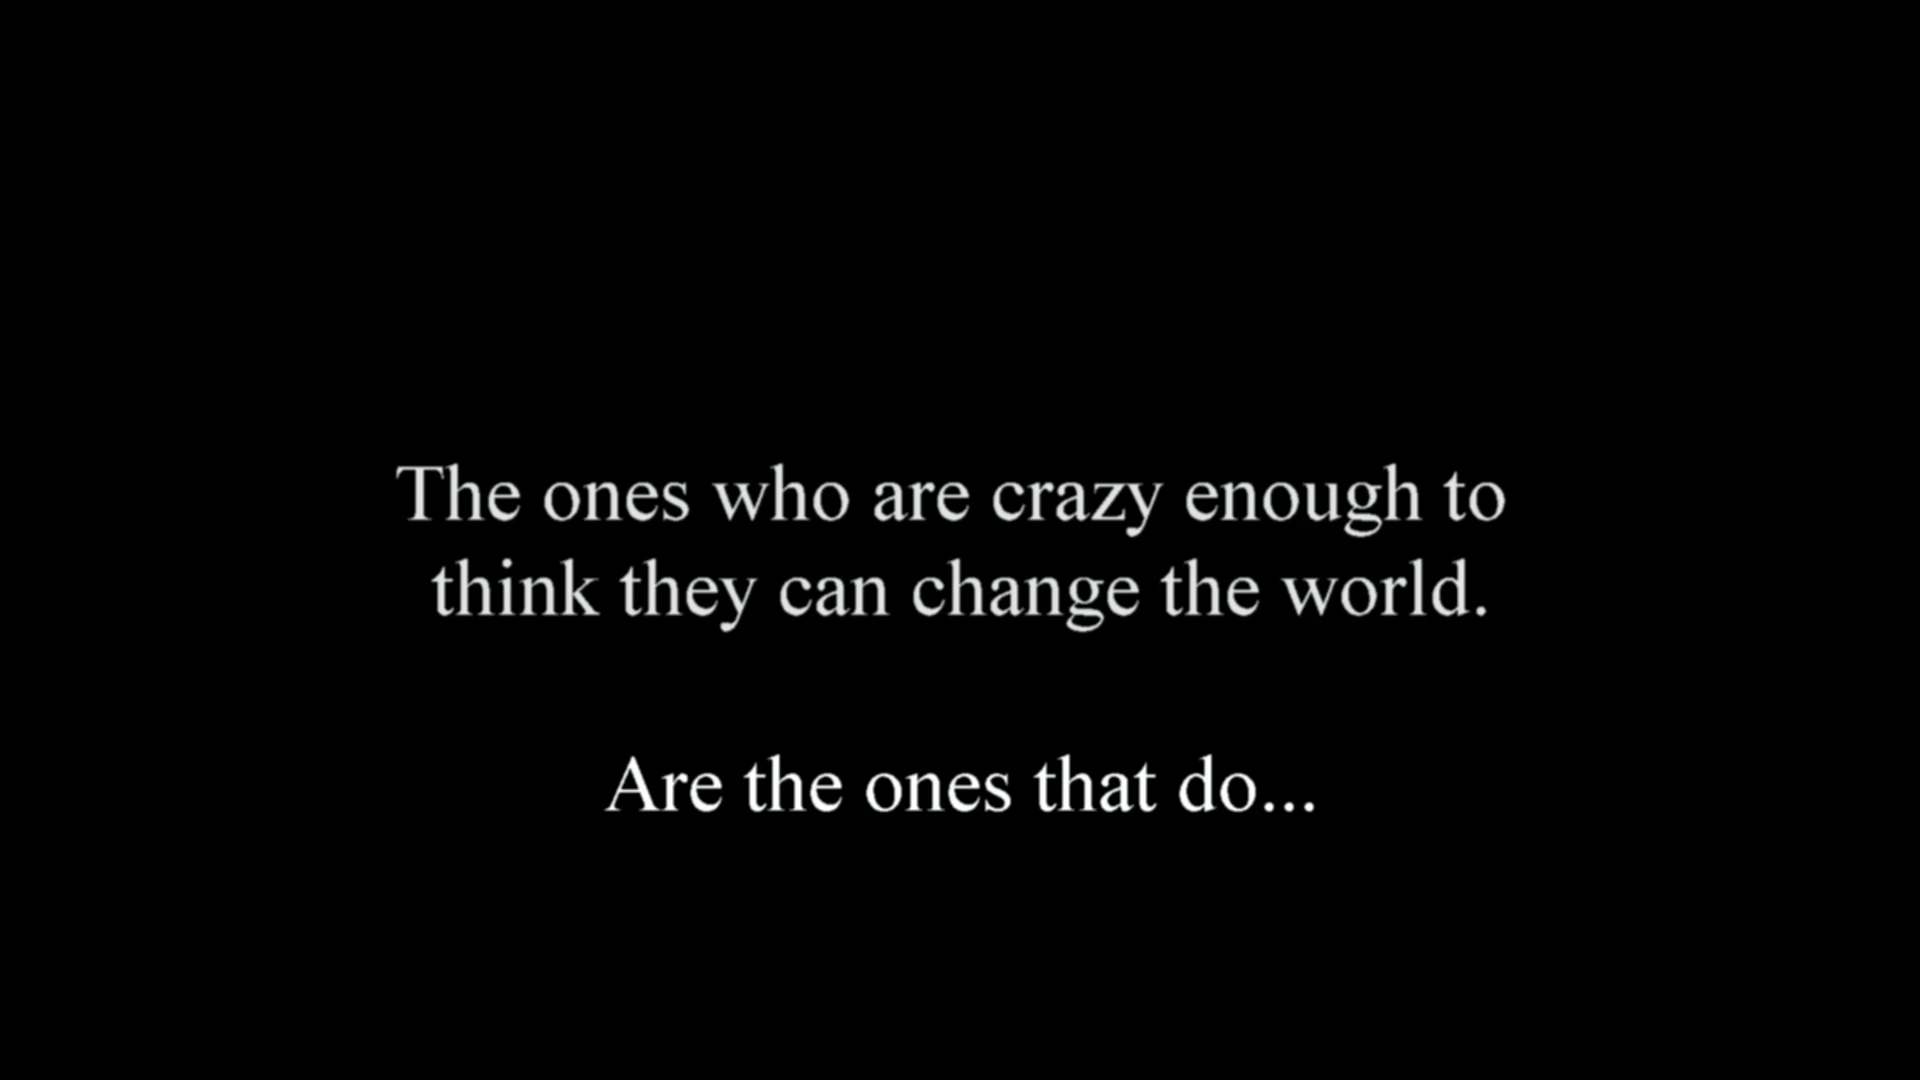 The ones who are crazy enough to
think they can change the world.
Are the ones that do...